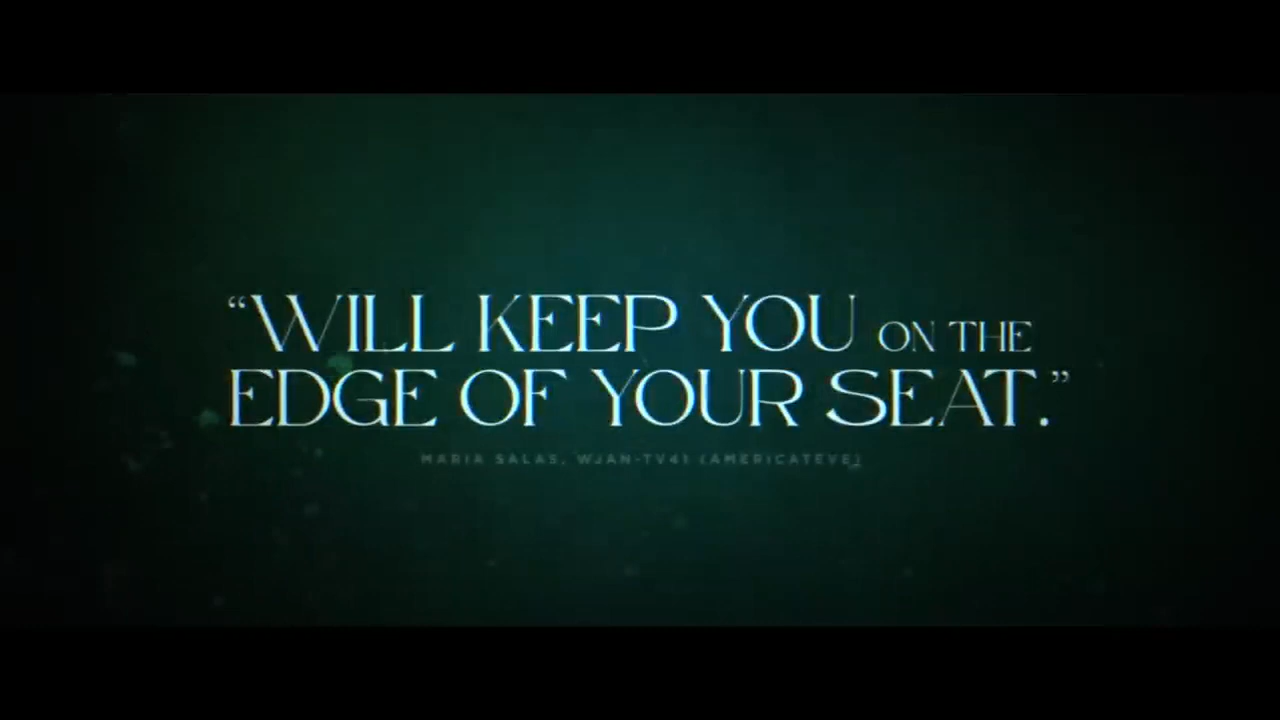 “WILL KEEP YOU ON THE
EDGE OF YOUR SEAT.”
MARIA SALAS, WJAN-TV41 (AMERICATEVE)